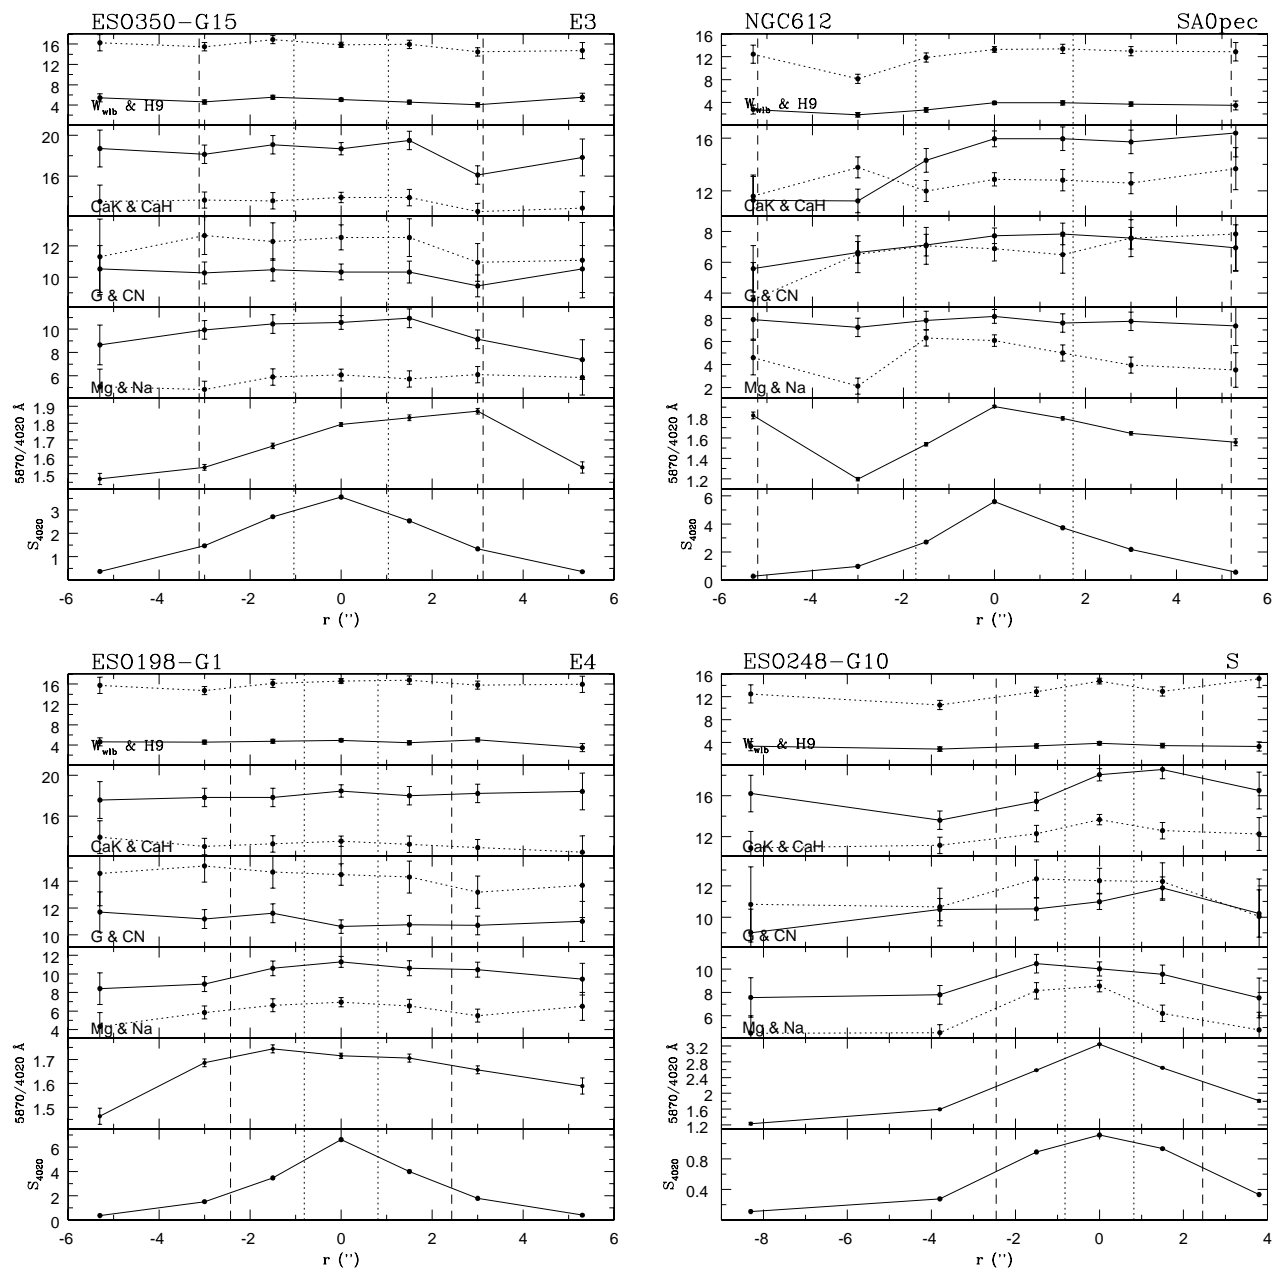 ESO350-G15 E3
16
12
8
4
W_wlb & H9
20
16
CaK & CaH
12
10
G & CN
10
8
6
Mg & Na
1.9
1.8
1.7
1.6
1.5
5870/4020 Å
3
2
1
S_4020
-6 -4 -2 0 2 4 6
r (")
NGC612 SA0pec
16
12
8
4
W_wlb & H9
16
12
CaK & CaH
8
6
4
G & CN
8
6
4
2
Mg & Na
1.8
1.6
1.4
1.2
5870/4020 Å
6
4
2
0
S_4020
-6 -4 -2 0 2 4 6
r (")
ESO198-G1 E4
16
12
8
4
W_wlb & H9
20
16
CaK & CaH
14
12
10
G & CN
12
10
8
6
4
Mg & Na
1.7
1.6
1.5
5870/4020 Å
6
4
2
0
S_4020
-6 -4 -2 0 2 4 6
r (")
ESO248-G10 S
16
12
8
4
W_wlb & H9
16
12
CaK & CaH
12
10
G & CN
10
8
6
Mg & Na
3.2
2.8
2.4
2
1.6
1.2
5870/4020 Å
0.8
0.4
S_4020
-8 -6 -4 -2 0 2 4
r (")